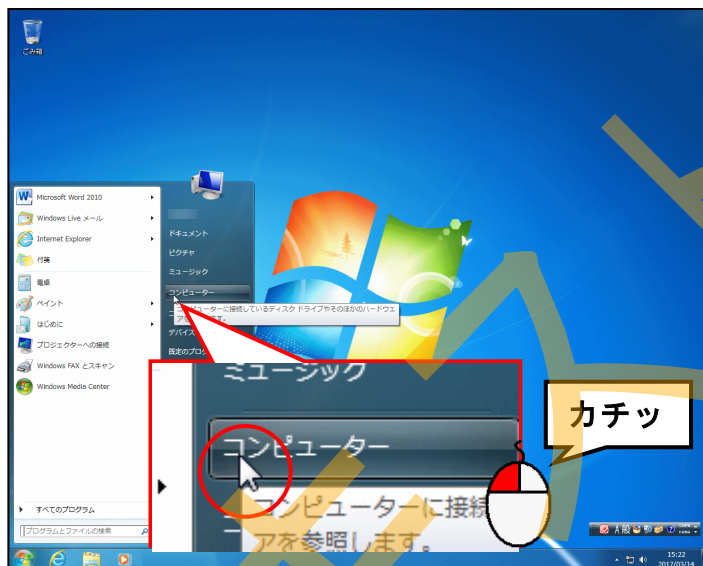 ごみ箱
Microsoft Word 2010
Windows Live メール
Internet Explorer
付箋
電卓
ペイント
はじめに
プロジェクターへの接続
Windows FAX とスキャン
Windows Media Center
すべてのプログラム
プログラムとファイルの検索
ドキュメント
ピクチャ
ミュージック
コンピューター
コンピューターに接続しているディスク ドライブやそのほかのハードウェ
アを参照します。
デバイス
既定のプログ
ミュージック
コンピューター
コンピューターに接続
アを参照します。
カチッ
A 般
15:22
2017/03/14